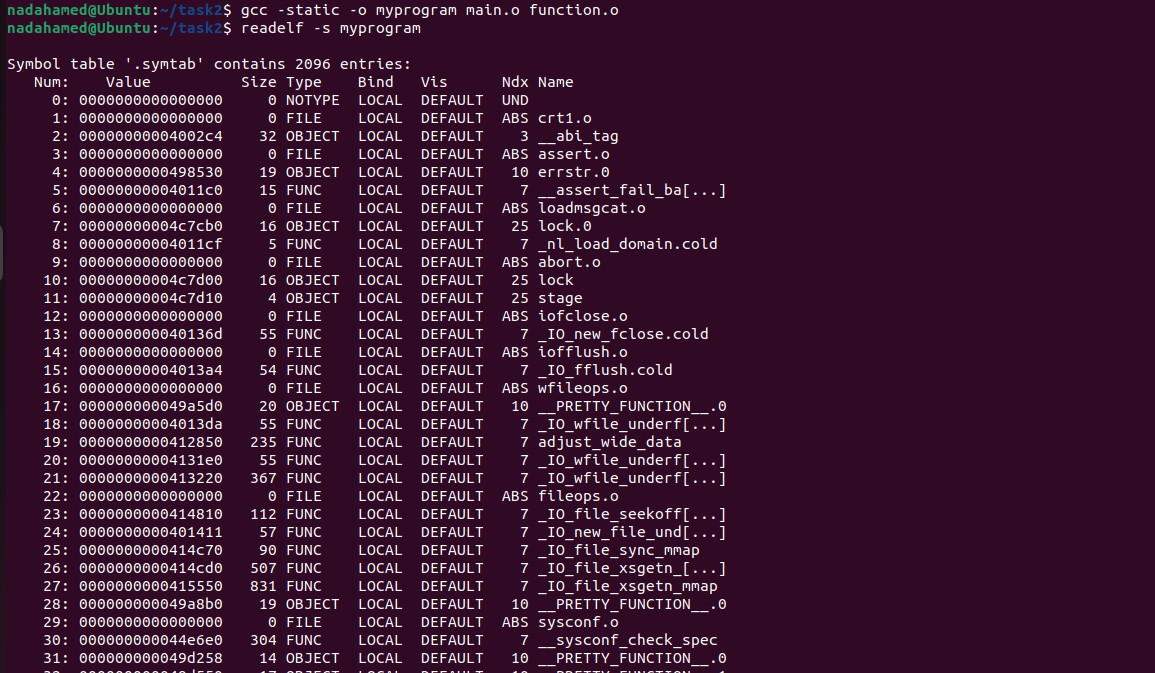 nadahamed@Ubuntu:~/task2$ gcc -static -o myprogram main.o function.o
nadahamed@Ubuntu:~/task2$ readelf -s myprogram
Symbol table '.symtab' contains 2096 entries:
   Num:    Value          Size Type    Bind   Vis      Ndx Name
     0: 0000000000000000     0 NOTYPE  LOCAL  DEFAULT  UND
     1: 0000000000000000     0 FILE    LOCAL  DEFAULT  ABS crt1.o
     2: 00000000004002c4    32 OBJECT  LOCAL  DEFAULT    3 __abi_tag
     3: 0000000000000000     0 FILE    LOCAL  DEFAULT  ABS assert.o
     4: 0000000000498530    19 OBJECT  LOCAL  DEFAULT   10 errstr.0
     5: 00000000004011c0    15 FUNC    LOCAL  DEFAULT    7 __assert_fail_ba[...]
     6: 0000000000000000     0 FILE    LOCAL  DEFAULT  ABS loadmsgcat.o
     7: 00000000004c7cb0    16 OBJECT  LOCAL  DEFAULT   25 lock.0
     8: 00000000004011cf     5 FUNC    LOCAL  DEFAULT    7 _nl_load_domain.cold
     9: 0000000000000000     0 FILE    LOCAL  DEFAULT  ABS abort.o
    10: 00000000004c7d00    16 OBJECT  LOCAL  DEFAULT   25 lock
    11: 00000000004c7d10     4 OBJECT  LOCAL  DEFAULT   25 stage
    12: 0000000000000000     0 FILE    LOCAL  DEFAULT  ABS iofclose.o
    13: 000000000040136d    55 FUNC    LOCAL  DEFAULT    7 _IO_new_fclose.cold
    14: 0000000000000000     0 FILE    LOCAL  DEFAULT  ABS iofflush.o
    15: 00000000004013a4    54 FUNC    LOCAL  DEFAULT    7 _IO_fflush.cold
    16: 0000000000000000     0 FILE    LOCAL  DEFAULT  ABS wfileops.o
    17: 000000000049a5d0    20 OBJECT  LOCAL  DEFAULT   10 __PRETTY_FUNCTION__.0
    18: 00000000004013da    55 FUNC    LOCAL  DEFAULT    7 _IO_wfile_underf[...]
    19: 0000000000412850   235 FUNC    LOCAL  DEFAULT    7 adjust_wide_data
    20: 00000000004131e0    55 FUNC    LOCAL  DEFAULT    7 _IO_wfile_underf[...]
    21: 0000000000413220   367 FUNC    LOCAL  DEFAULT    7 _IO_wfile_underf[...]
    22: 0000000000000000     0 FILE    LOCAL  DEFAULT  ABS fileops.o
    23: 0000000000414810   112 FUNC    LOCAL  DEFAULT    7 _IO_file_seekoff[...]
    24: 0000000000401411    57 FUNC    LOCAL  DEFAULT    7 _IO_new_file_und[...]
    25: 0000000000414c70    90 FUNC    LOCAL  DEFAULT    7 _IO_file_sync_mmap
    26: 0000000000414cd0   507 FUNC    LOCAL  DEFAULT    7 _IO_file_xsgetn_[...]
    27: 0000000000415550   831 FUNC    LOCAL  DEFAULT    7 _IO_file_xsgetn_mmap
    28: 000000000049a8b0    19 OBJECT  LOCAL  DEFAULT   10 __PRETTY_FUNCTION__.0
    29: 0000000000000000     0 FILE    LOCAL  DEFAULT  ABS sysconf.o
    30: 000000000044e6e0   304 FUNC    LOCAL  DEFAULT    7 __sysconf_check_spec
    31: 000000000049d258    14 OBJECT  LOCAL  DEFAULT   10 __PRETTY_FUNCTION__.0